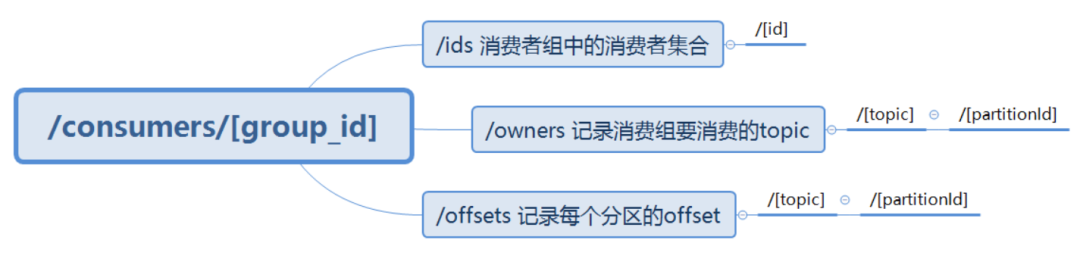 /consumers/[group_id]
/ids 消费者组中的消费者集合
/[id]
/owners 记录消费组要消费的topic
/[topic]
/[partitionId]
/offsets 记录每个分区的offset
/[topic]
/[partitionId]